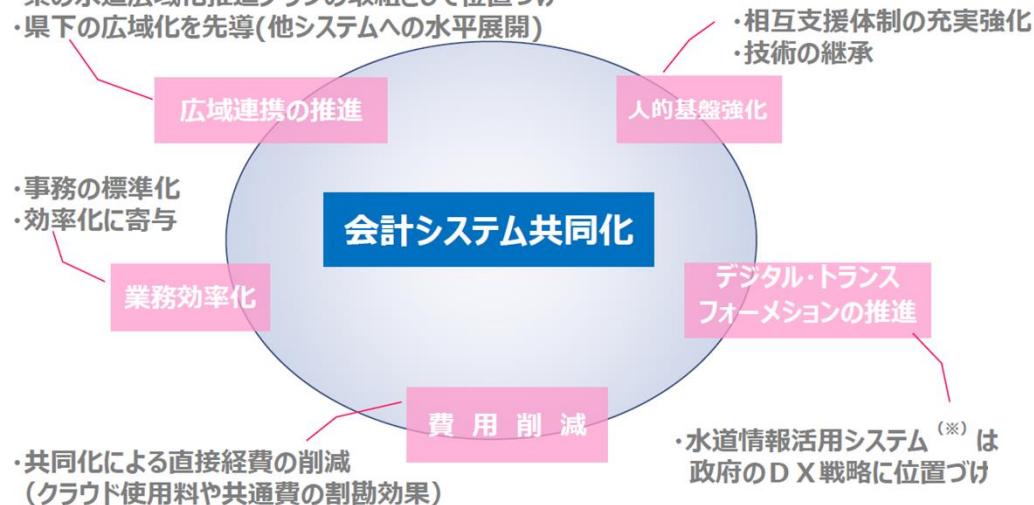 ・県下の広域化を先導(他システムへの水平展開)
広域連携の推進
・相互支援体制の充実強化
・技術の継承
人的基盤強化
・事務の標準化
・効率化に寄与
業務効率化
会計システム共同化
デジタル・トランス
フォーメションの推進
費 用 削 減
・共同化による直接経費の削減
(クラウド使用料や共通費の割勘効果)
・水道情報活用システム(※)は
政府のDX戦略に位置づけ